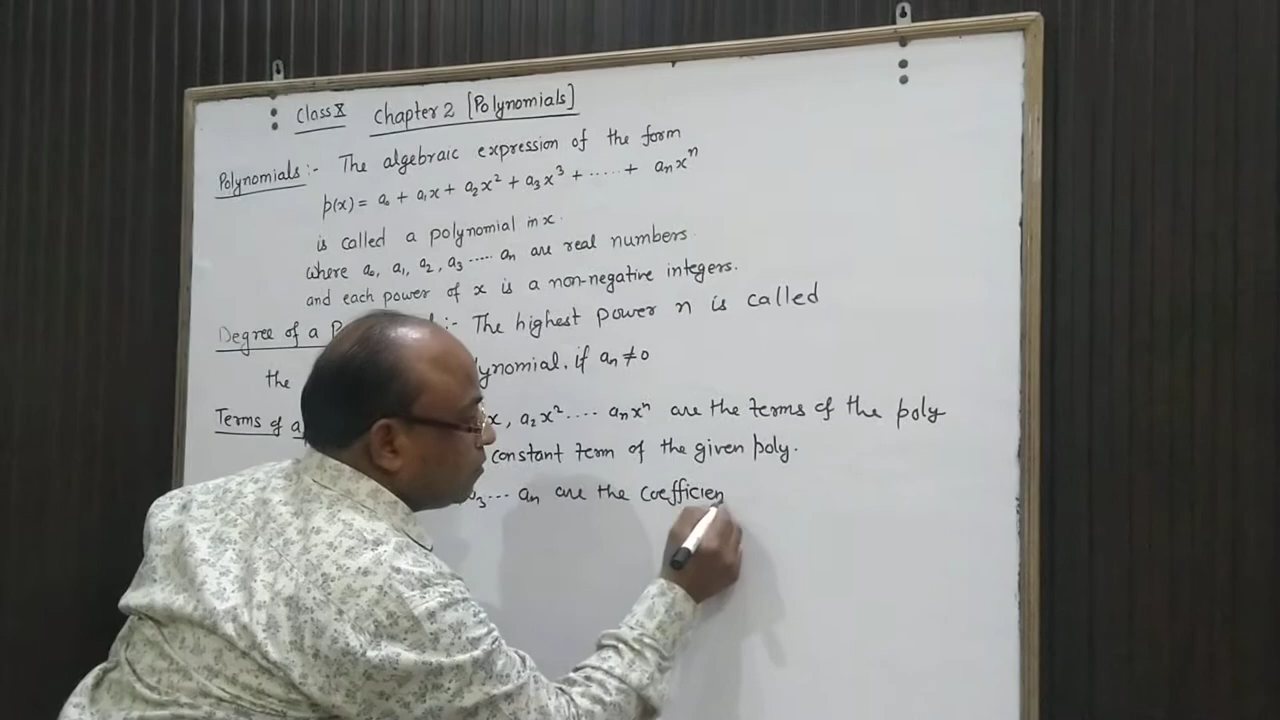 Class X Chapter 2 [Polynomials]
Polynomials :- The algebraic expression of the form
p(x) = a₀ + a₁x + a₂x² + a₃x³ + ..... + aₙxⁿ
is called a polynomial in x.
where a₀, a₁, a₂, a₃ ..... aₙ are real numbers.
and each power of x is a non-negative integers.
Degree of a :- The highest power n is called
the ynomial. if aₙ ≠ 0
Terms of a x, a₂x² .... aₙxⁿ are the terms of the poly
constant term of the given poly.
a₃ ... aₙ are the coefficien